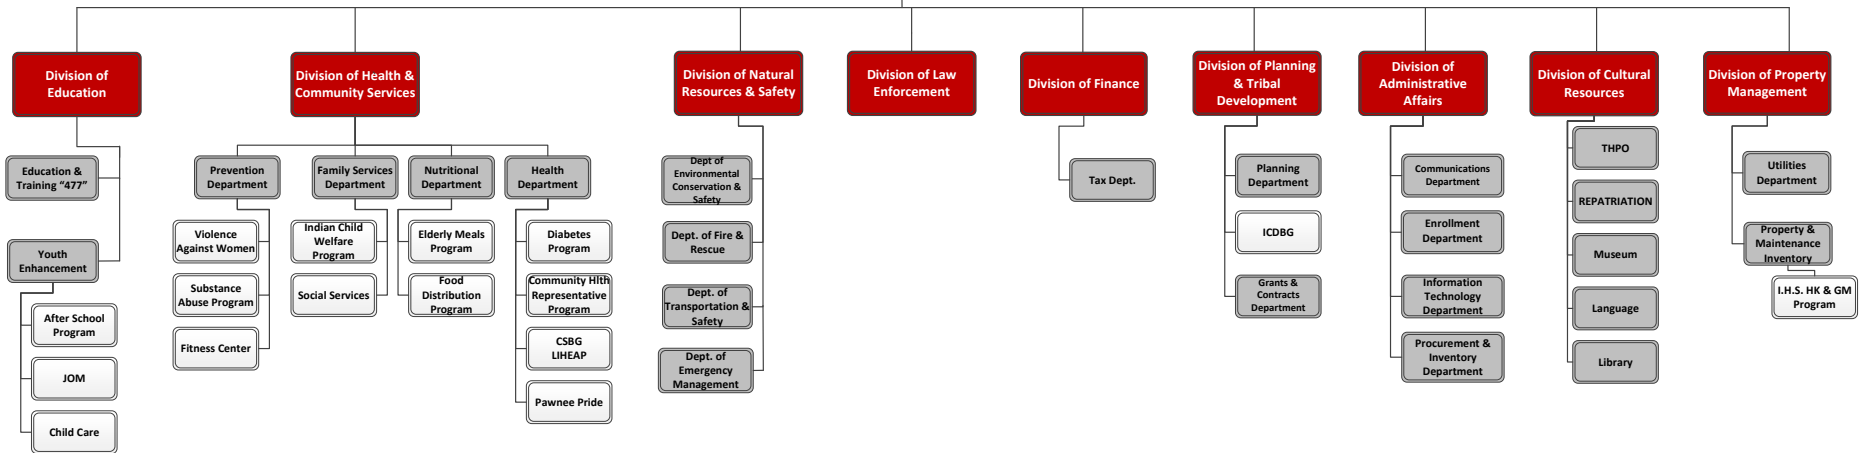 Division of
Education
Division of Health &
Community Services
Division of Natural
Resources & Safety
Division of Law
Enforcement
Division of Finance
Division of Planning
& Tribal
Development
Division of
Administrative
Affairs
Division of Cultural
Resources
Division of Property
Management
Education &
Training “477”
Youth
Enhancement
After School
Program
JOM
Child Care
Prevention
Department
Violence
Against Women
Substance
Abuse Program
Fitness Center
Family Services
Department
Indian Child
Welfare
Program
Social Services
Nutritional
Department
Elderly Meals
Program
Food
Distribution
Program
Health
Department
Diabetes
Program
Community Hlth
Representative
Program
CSBG
LIHEAP
Pawnee Pride
Dept of
Environmental
Conservation &
Safety
Dept. of Fire &
Rescue
Dept. of
Transportation &
Safety
Dept. of
Emergency
Management
Tax Dept.
Planning
Department
ICDBG
Grants &
Contracts
Department
Communications
Department
Enrollment
Department
Information
Technology
Department
Procurement &
Inventory
Department
THPO
REPATRIATION
Museum
Language
Library
Utilities
Department
Property &
Maintenance
Inventory
I.H.S. HK & GM
Program